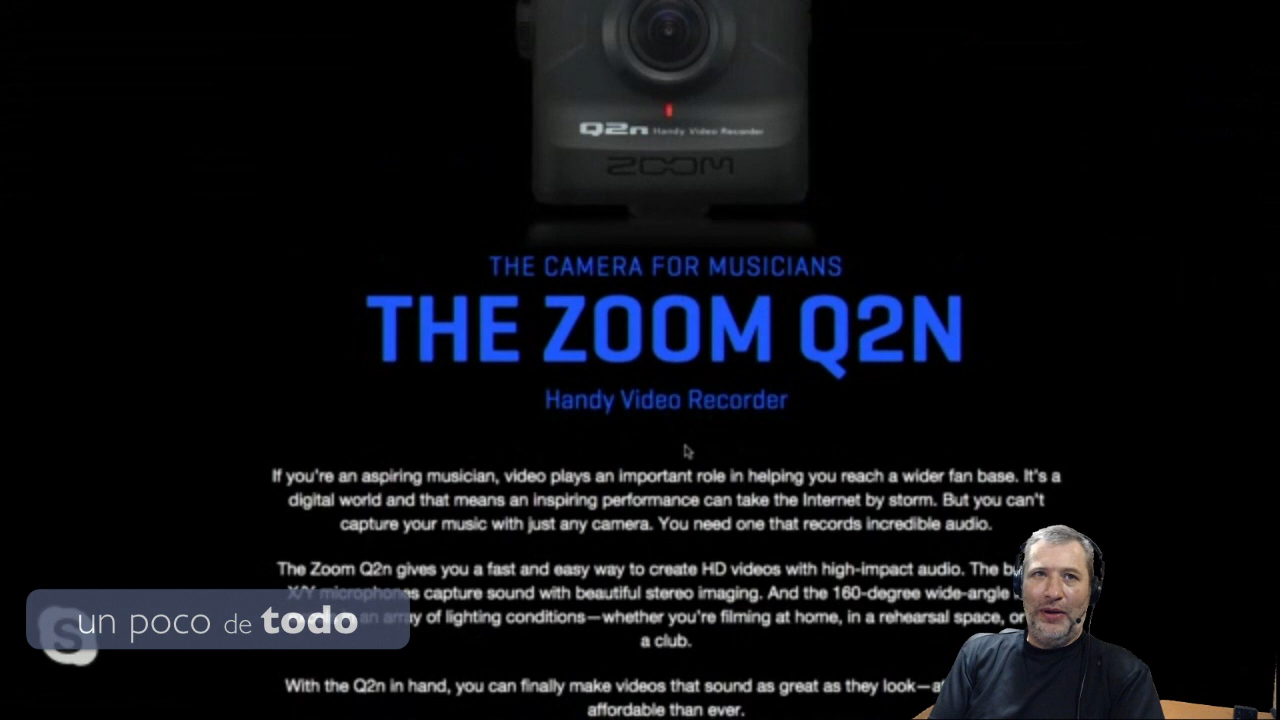 Q2n Handy Video Recorder
ZOOM
THE CAMERA FOR MUSICIANS
THE ZOOM Q2N
Handy Video Recorder
If you're an aspiring musician, video plays an important role in helping you reach a wider fan base. It's a
digital world and that means an inspiring performance can take the Internet by storm. But you can't
capture your music with just any camera. You need one that records incredible audio.
The Zoom Q2n gives you a fast and easy way to create HD videos with high-impact audio. The
X/Y microphones capture sound with beautiful stereo imaging. And the 160-degree wide-angle
an array of lighting conditions—whether you're filming at home, in a rehearsal space, or
a club.
un poco de todo
S
With the Q2n in hand, you can finally make videos that sound as great as they look—
affordable than ever.